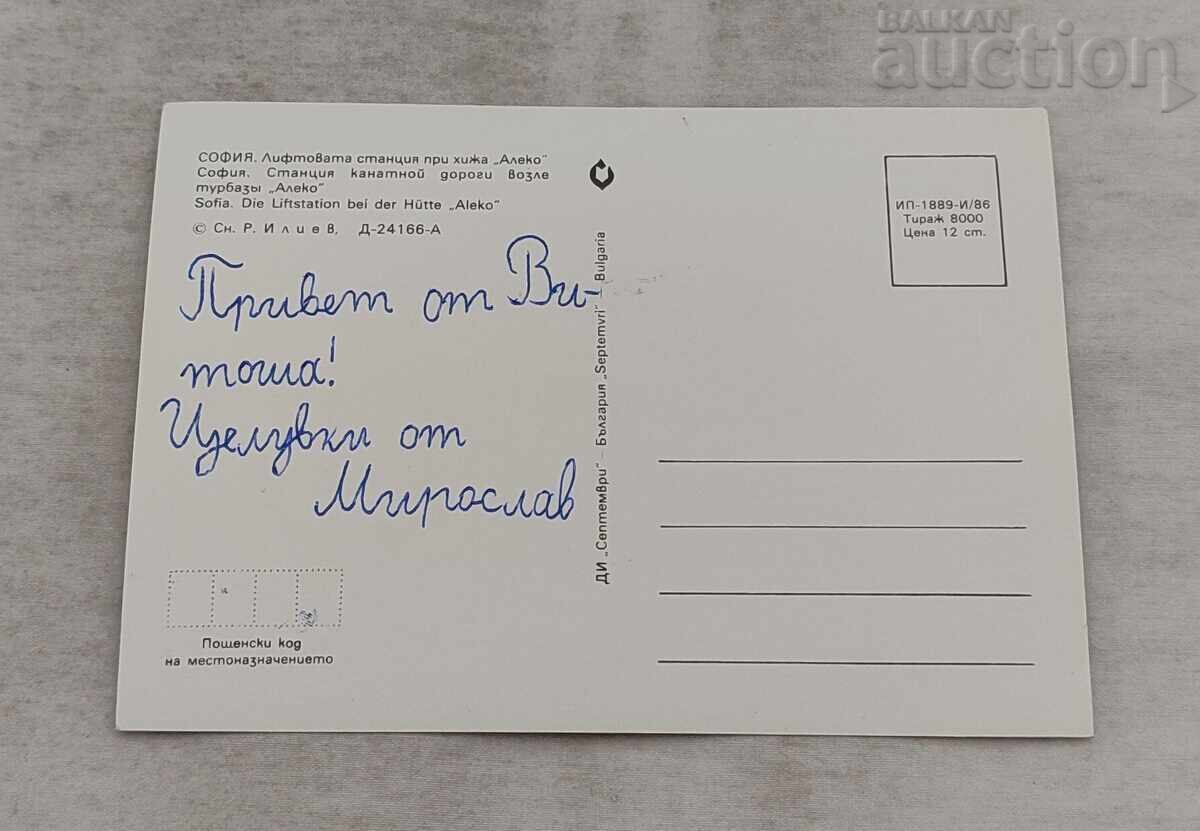 BALKAN
auction
СОФИЯ. Лифтовата станция при хижа „Алеко"
София. Станция канатной дороги возле
турбазы „Алеко"
Sofia. Die Liftstation bei der Hütte „Aleko"
© Сн. Р. Илиев, Д-24166-А
Привет от Ви-
тоша!
Целувки от
Мирослав
Пощенски код
на местоназначението
ДИ „Септември" – България „Septemvri" – Bulgaria
ИП-1889-И/86
Тираж 8000
Цена 12 ст.